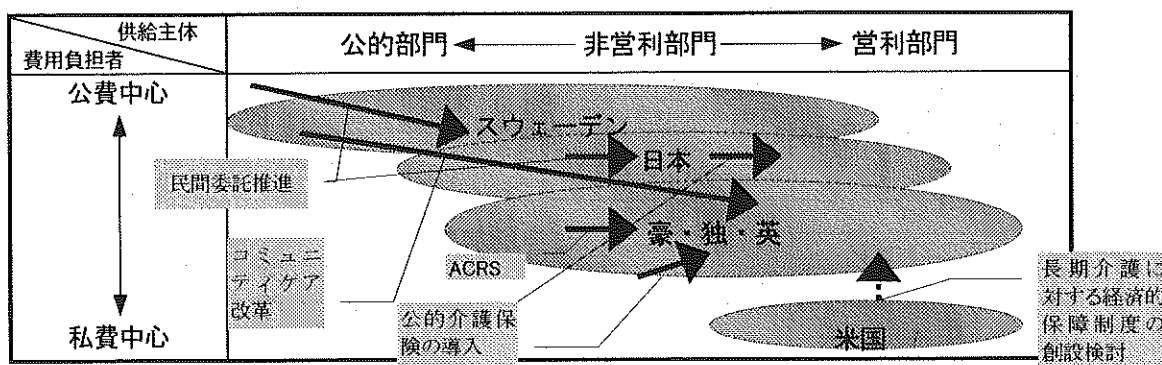 供給主体
費用負担者
公的部門
非営利部門
営利部門
公費中心
私費中心
スウェーデン
日本
豪・独・英
米国
民間委託推進
コミュニ
ティケア
改革
ACRS
公的介護保
険の導入
長期介護に
対する経済的
保障制度の
創設検討